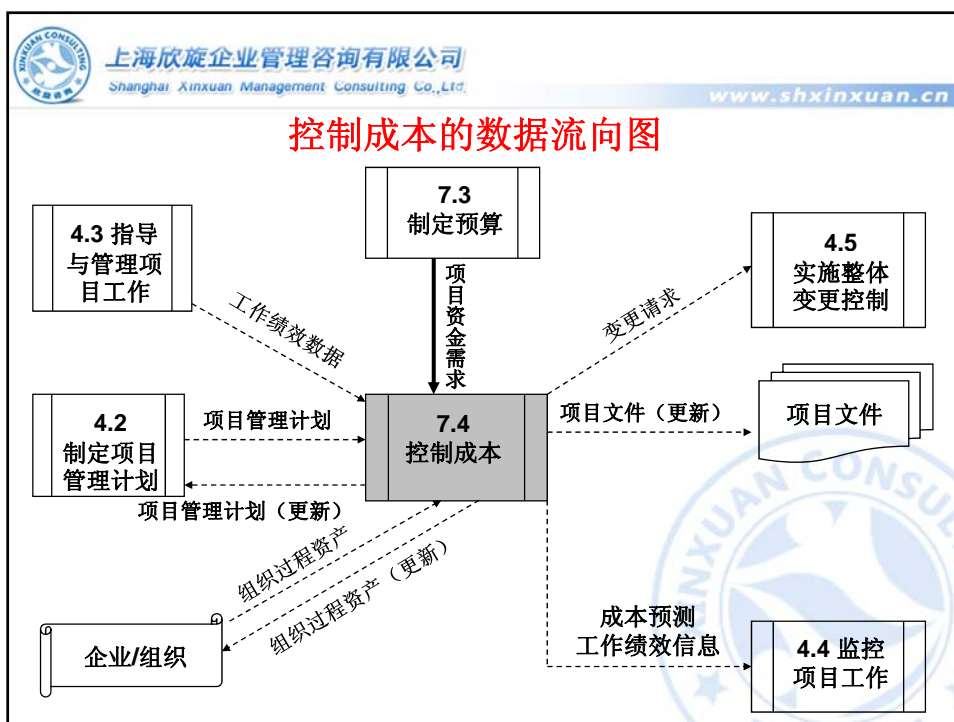 XINXUAN CONSULTING
欣旋咨询
上海欣旋企业管理咨询有限公司
Shanghai Xinxuan Management Consulting Co.,Ltd.
www.shxinxuan.cn
控制成本的数据流向图
7.3
制定预算
4.3 指导
与管理项
目工作
4.5
实施整体
变更控制
项目资金需求
工作绩效数据
变更请求
4.2
制定项目
管理计划
项目管理计划
7.4
控制成本
项目文件（更新）
项目文件
项目管理计划（更新）
组织过程资产
组织过程资产（更新）
企业/组织
成本预测
工作绩效信息
4.4 监控
项目工作
XINXUAN CONSU